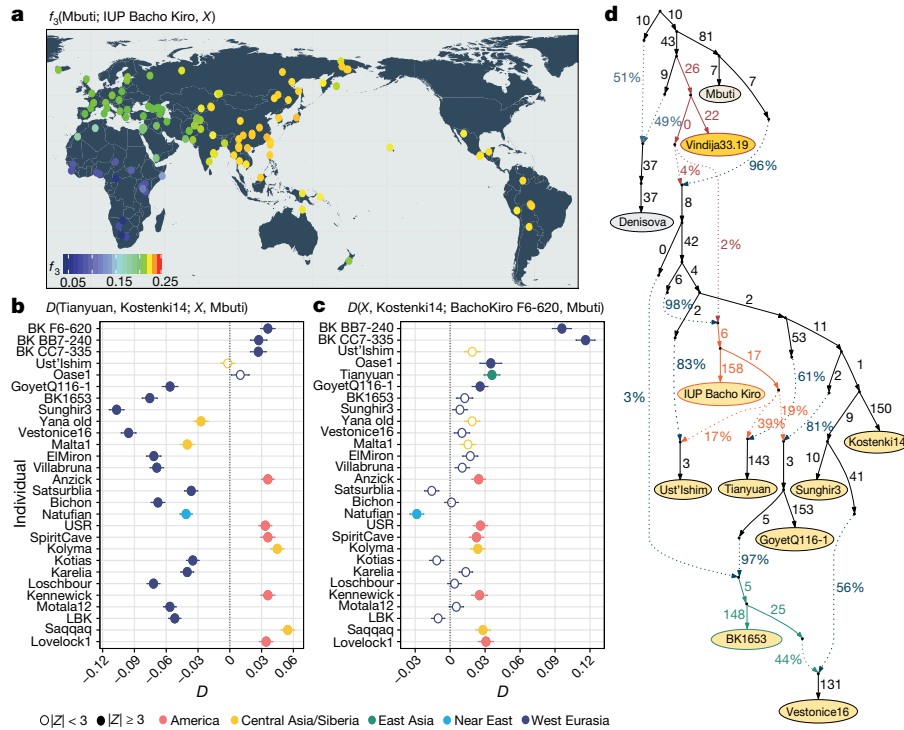 a
f3(Mbuti; IUP Bacho Kiro, X)
f3
0.05 0.15 0.25
b
D(Tianyuan, Kostenki14; X, Mbuti)
Individual
BK F6-620
BK BB7-240
BK CC7-335
Ust'Ishim
Oase1
GoyetQ116-1
BK1653
Sunghir3
Yana old
Vestonice16
Malta1
ElMiron
Villabruna
Anzick
Satsurblia
Bichon
Natufian
USR
SpiritCave
Kolyma
Kotias
Karelia
Loschbour
Kennewick
Motala12
LBK
Saqqaq
Lovelock1
−0.12 −0.09 −0.06 −0.03 0 0.03 0.06
D
c
D(X, Kostenki14; BachoKiro F6-620, Mbuti)
BK BB7-240
BK CC7-335
Ust'Ishim
Oase1
Tianyuan
GoyetQ116-1
BK1653
Sunghir3
Yana old
Vestonice16
Malta1
ElMiron
Villabruna
Anzick
Satsurblia
Bichon
Natufian
USR
SpiritCave
Kolyma
Kotias
Karelia
Loschbour
Kennewick
Motala12
LBK
Saqqaq
Lovelock1
−0.03 0 0.03 0.06 0.09 0.12
D
|Z| < 3 |Z| ≥ 3 America Central Asia/Siberia East Asia Near East West Eurasia
d
10 10
43 81
51% 9 26 7 7
Mbuti
49% 0 22
Vindija33.19
37 4% 96%
37 8
Denisova
42 2%
0 4
6
98% 2 2
6 53 11
83% 17 61% 2 1
158
3% IUP Bacho Kiro 19% 9 150
17% 39% 81% 10 Kostenki14
3 143 3 41
Ust'Ishim Tianyuan Sunghir3
5 153
GoyetQ116-1
97% 56%
5
148 25
BK1653
44%
131
Vestonice16